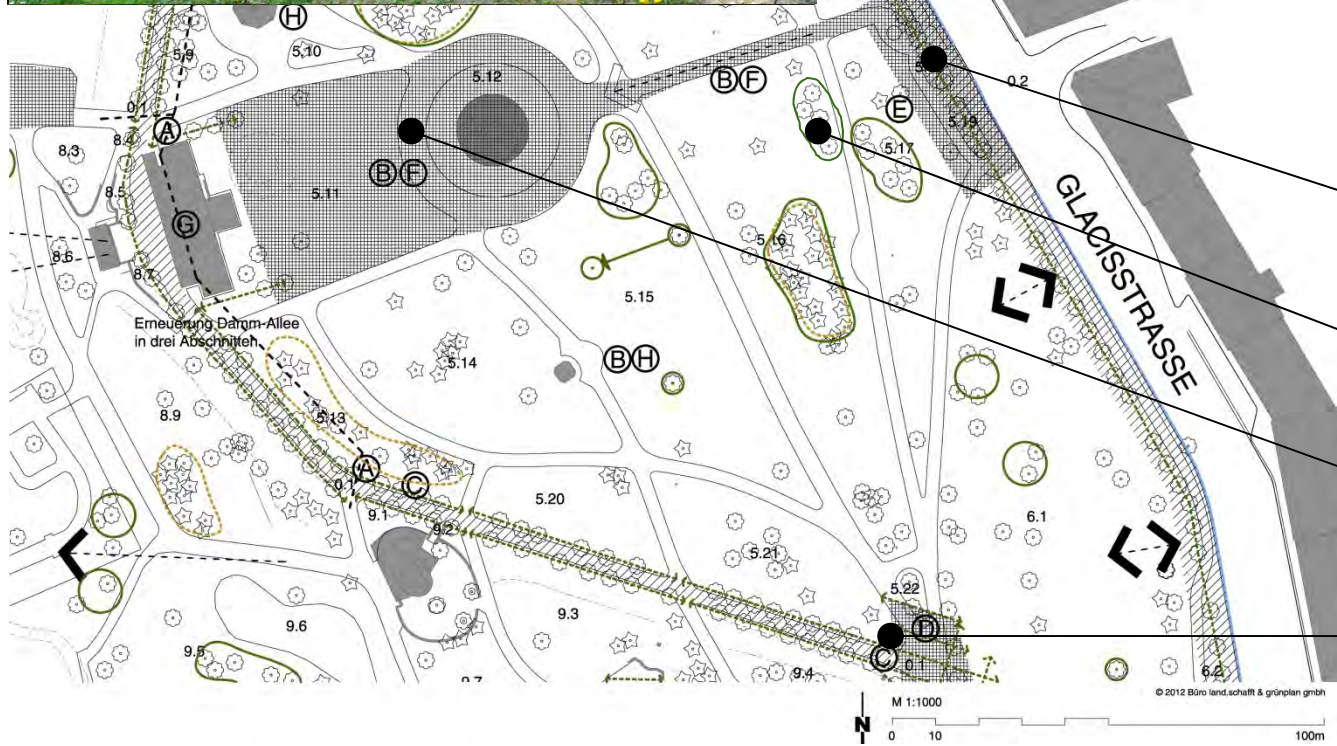 H
5.9
5.10
5.12
B F
0.2
0.1
A
E
5.19
8.4
5.17
8.3
B F
8.5
5.11
GLACISSTRASSE
G
5.16
8.6
8.7
5.15
Erneuerung Damm-Allee
in drei Abschnitten
B H
5.14
8.9
5.13
A
C
0.1
5.20
6.1
9.1
9.2
5.21
5.22
9.3
9.6
D
9.5
C
0.1
9.4
6.2
9.7
© 2012 Büro land.schafft & grünplan gmbh
M 1:1000
N
0 10 100m